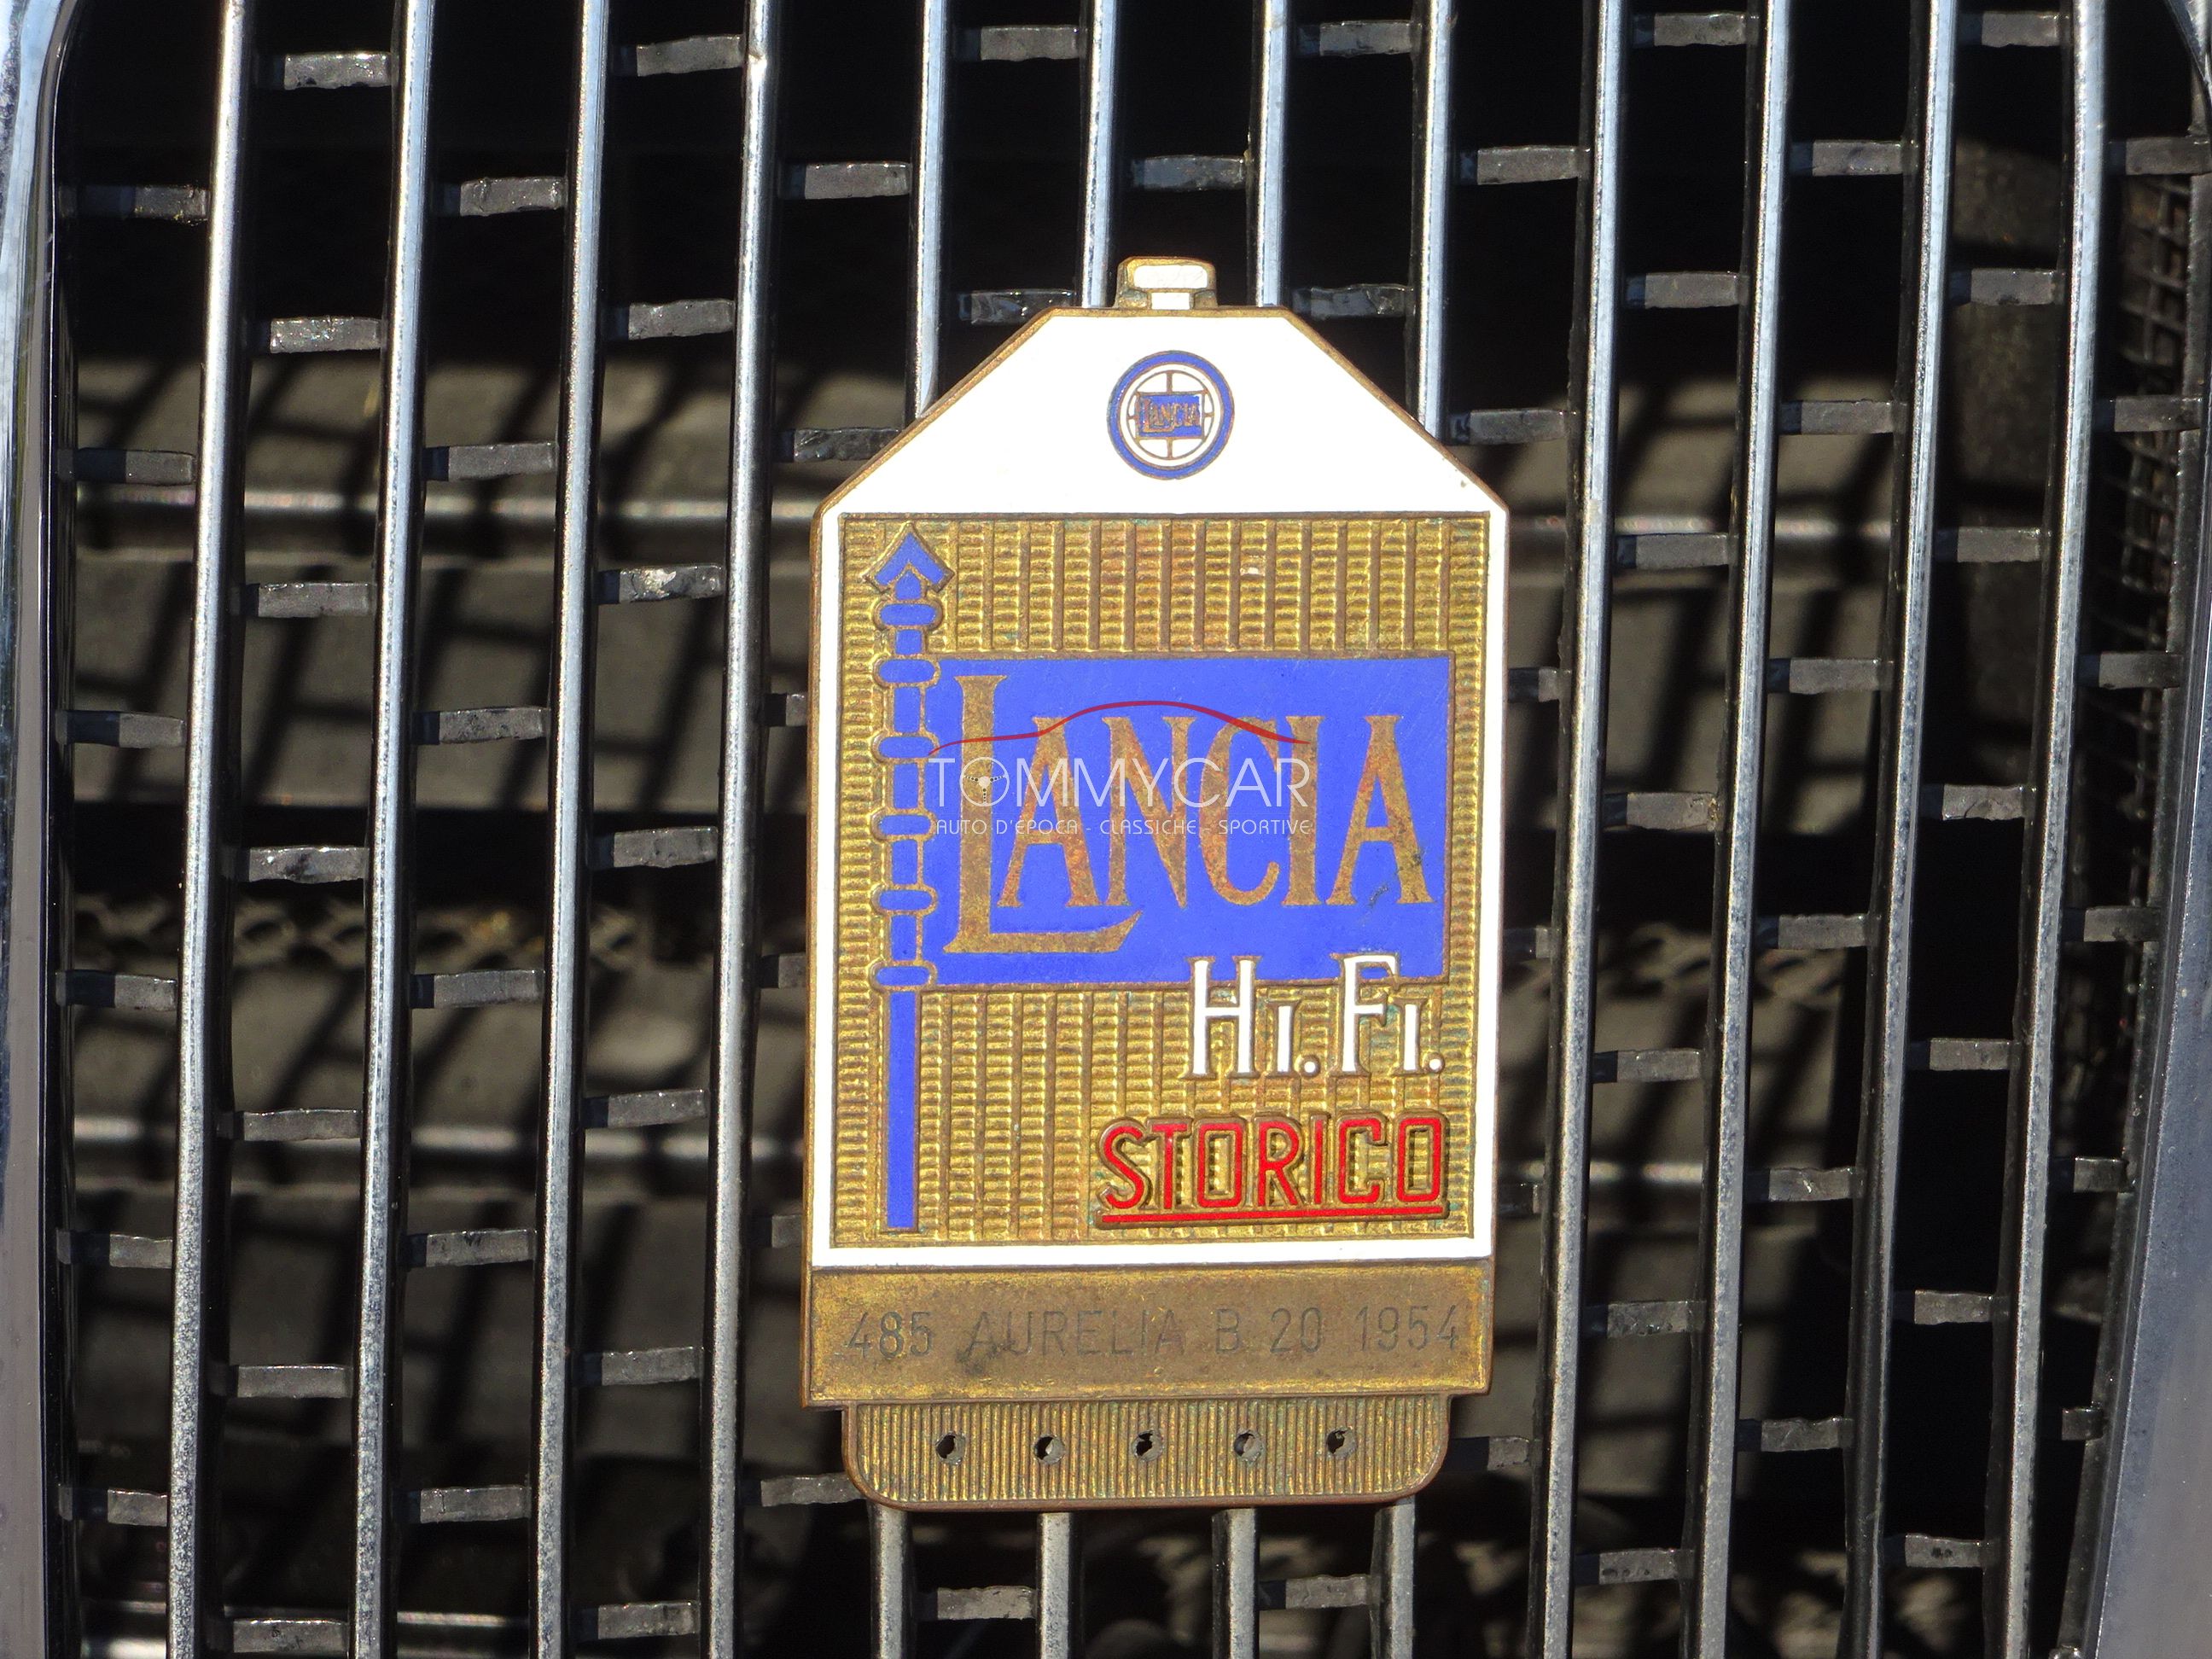 LANCIA
LANCIA
TOMMYCAR
AUTO D'EPOCA - CLASSICHE - SPORTIVE
Hi.Fi.
STORICO
485 AURELIA B 20 1954